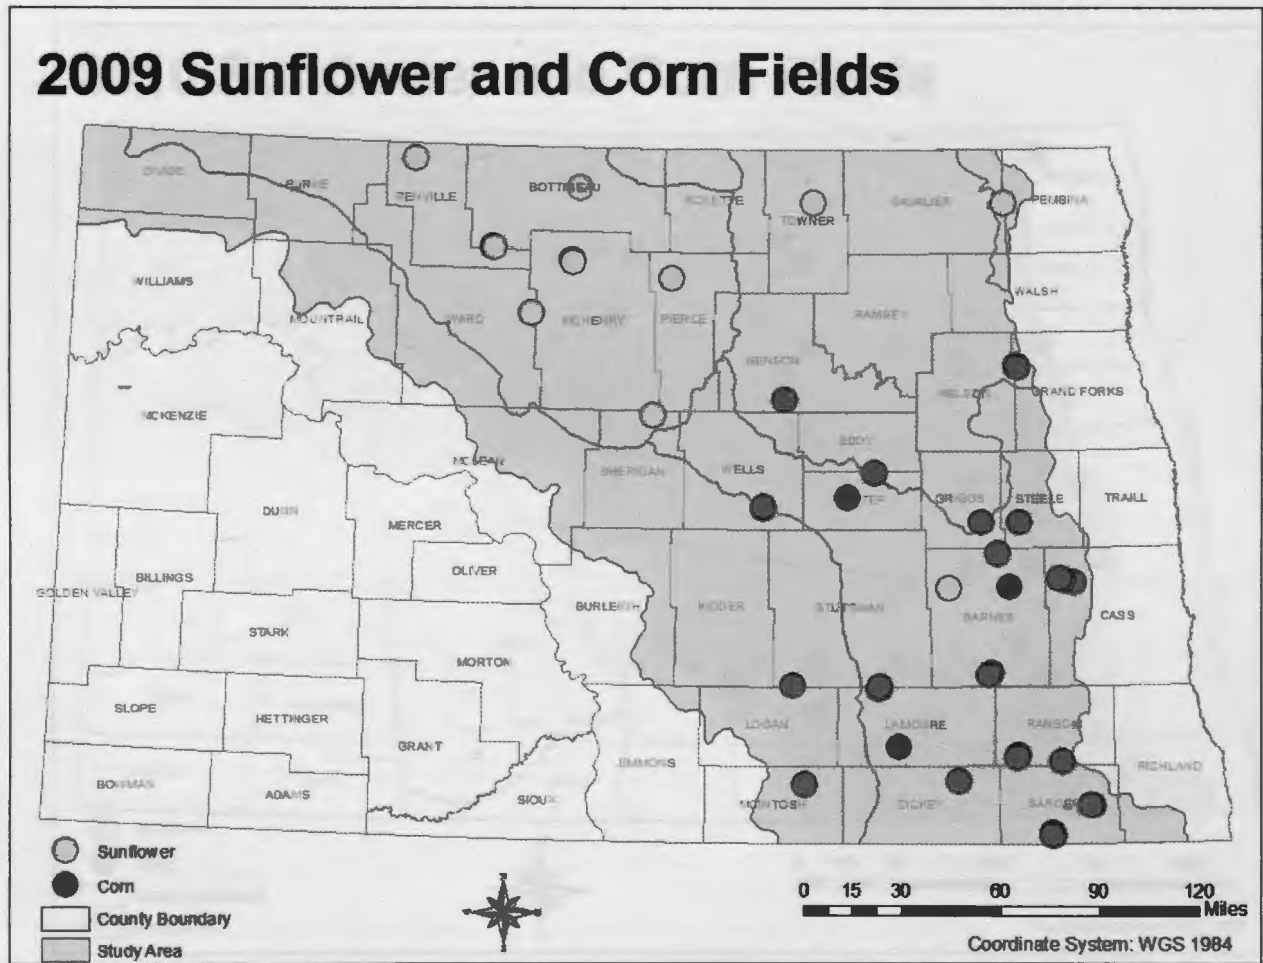 2009 Sunflower and Corn Fields
DIVIDE
BURKE
RENVILLE
BOTTINEAU
ROLETTE
TOWNER
CAVALIER
PEMBINA
WILLIAMS
MOUNTRAIL
WARD
MCHENRY
PIERCE
RAMSEY
WALSH
BENSON
NELSON
GRAND FORKS
MCKENZIE
MCLEAN
SHERIDAN
WELLS
EDDY
GRIGGS
STEELE
TRAILL
DUNN
MERCER
OLIVER
GOLDEN VALLEY
BILLINGS
BURLEIGH
KIDDER
STUTSMAN
BARNES
CASS
STARK
MORTON
SLOPE
HETTINGER
GRANT
LOGAN
LAMOURE
RANSOM
EMMONS
RICHLAND
BOWMAN
ADAMS
SIOUX
MCINTOSH
DICKEY
SARGENT
Sunflower
Corn
County Boundary
Study Area
0 15 30 60 90 120
Miles
Coordinate System: WGS 1984